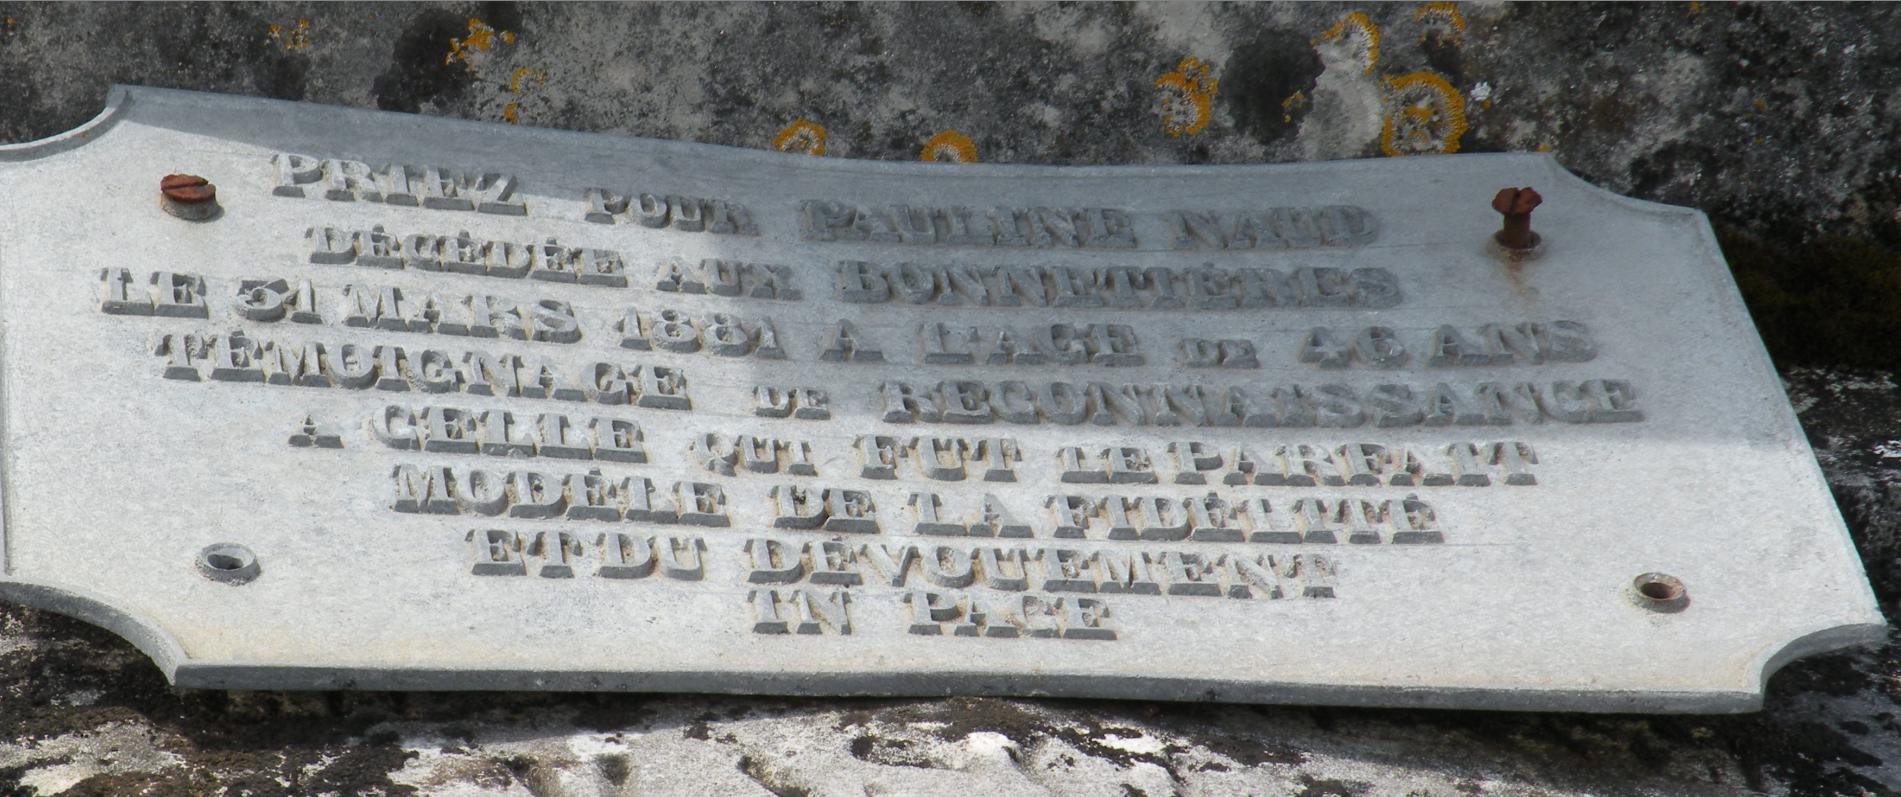 PRIEZ POUR PAULINE NAUD
DÉCÉDÉE AUX BONNETIÈRES
LE 31 MARS 1881 A L'AGE DE 46 ANS
TÉMOIGNAGE DE RECONNAISSANCE
A CELLE QUI FUT LE PARFAIT
MODÈLE DE LA FIDÉLITÉ
ET DU DÉVOUEMENT
IN PACE